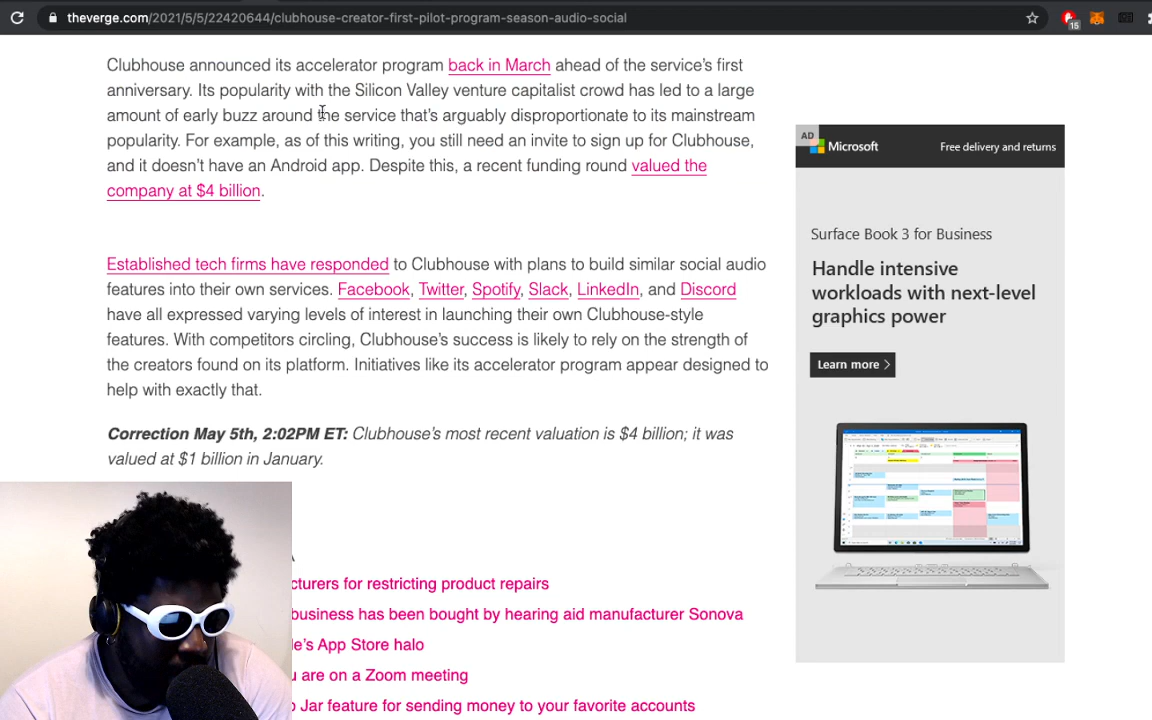 theverge.com/2021/5/5/22420644/clubhouse-creator-first-pilot-program-season-audio-social
15
Clubhouse announced its accelerator program back in March ahead of the service's first
anniversary. Its popularity with the Silicon Valley venture capitalist crowd has led to a large
amount of early buzz around the service that's arguably disproportionate to its mainstream
popularity. For example, as of this writing, you still need an invite to sign up for Clubhouse,
and it doesn't have an Android app. Despite this, a recent funding round valued the
company at $4 billion.
Established tech firms have responded to Clubhouse with plans to build similar social audio
features into their own services. Facebook, Twitter, Spotify, Slack, LinkedIn, and Discord
have all expressed varying levels of interest in launching their own Clubhouse-style
features. With competitors circling, Clubhouse's success is likely to rely on the strength of
the creators found on its platform. Initiatives like its accelerator program appear designed to
help with exactly that.
Correction May 5th, 2:02PM ET: Clubhouse's most recent valuation is $4 billion; it was
valued at $1 billion in January.
cturers for restricting product repairs
business has been bought by hearing aid manufacturer Sonova
le's App Store halo
u are on a Zoom meeting
o Jar feature for sending money to your favorite accounts
AD
Microsoft
Free delivery and returns
Surface Book 3 for Business
Handle intensive
workloads with next-level
graphics power
Learn more >